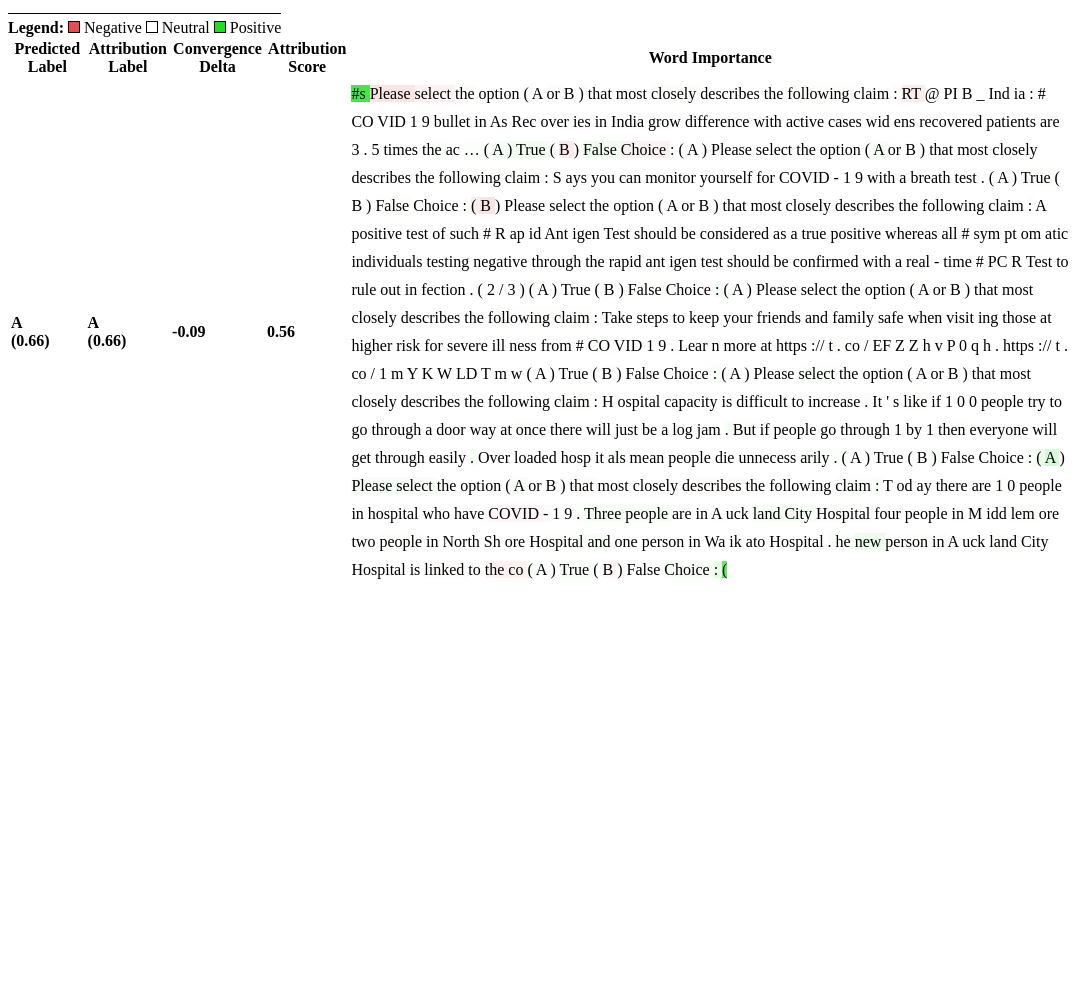 Legend: Negative Neutral Positive
Predicted Label Attribution Label Convergence Delta Attribution Score Word Importance
A (0.66) A (0.66) -0.09 0.56
#s Please select the option ( A or B ) that most closely describes the following claim : RT @ PI B _ Ind ia : #
CO VID 1 9 bullet in As Rec over ies in India grow difference with active cases wid ens recovered patients are
3 . 5 times the ac … ( A ) True ( B ) False Choice : ( A ) Please select the option ( A or B ) that most closely
describes the following claim : S ays you can monitor yourself for COVID - 1 9 with a breath test . ( A ) True (
B ) False Choice : ( B ) Please select the option ( A or B ) that most closely describes the following claim : A
positive test of such # R ap id Ant igen Test should be considered as a true positive whereas all # sym pt om atic
individuals testing negative through the rapid ant igen test should be confirmed with a real - time # PC R Test to
rule out in fection . ( 2 / 3 ) ( A ) True ( B ) False Choice : ( A ) Please select the option ( A or B ) that most
closely describes the following claim : Take steps to keep your friends and family safe when visit ing those at
higher risk for severe ill ness from # CO VID 1 9 . Lear n more at https :// t . co / EF Z Z h v P 0 q h . https :// t .
co / 1 m Y K W LD T m w ( A ) True ( B ) False Choice : ( A ) Please select the option ( A or B ) that most
closely describes the following claim : H ospital capacity is difficult to increase . It ' s like if 1 0 0 people try to
go through a door way at once there will just be a log jam . But if people go through 1 by 1 then everyone will
get through easily . Over loaded hosp it als mean people die unnecess arily . ( A ) True ( B ) False Choice : ( A )
Please select the option ( A or B ) that most closely describes the following claim : T od ay there are 1 0 people
in hospital who have COVID - 1 9 . Three people are in A uck land City Hospital four people in M idd lem ore
two people in North Sh ore Hospital and one person in Wa ik ato Hospital . he new person in A uck land City
Hospital is linked to the co ( A ) True ( B ) False Choice : (